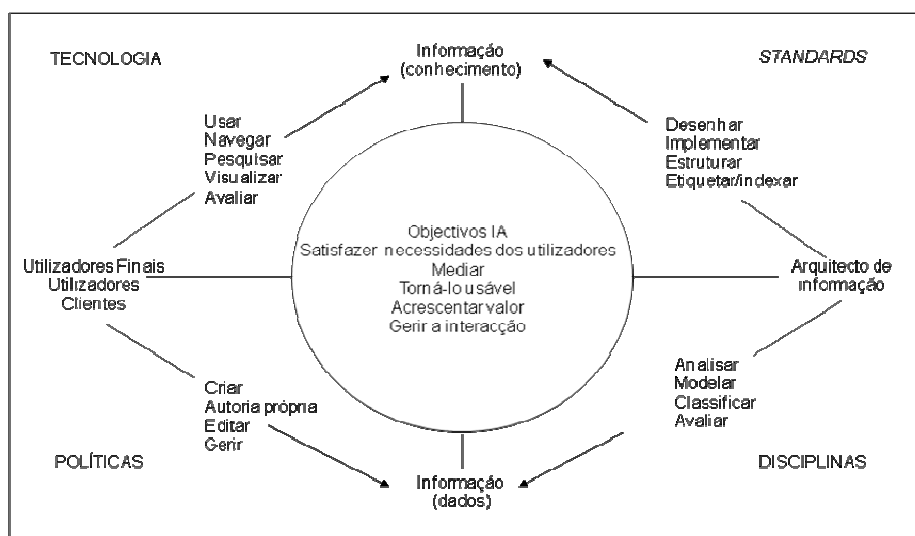 TECNOLOGIA
Informação
(conhecimento)
STANDARDS
Usar
Navegar
Pesquisar
Visualizar
Avaliar
Desenhar
Implementar
Estruturar
Etiquetar/indexar
Objectivos IA
Satisfazer necessidades dos utilizadores
Mediar
Torná-lo usável
Acrescentar valor
Gerir a interacção
Utilizadores Finais
Utilizadores
Clientes
Arquitecto de
informação
Criar
Autoria própria
Editar
Gerir
Analisar
Modelar
Classificar
Avaliar
POLÍTICAS
Informação
(dados)
DISCIPLINAS